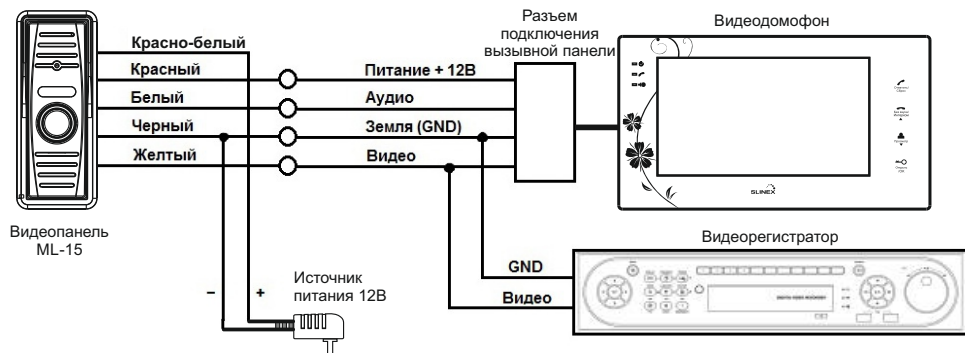 Разъем
подключения
вызывной панели
Видеодомофон
Красно-белый
Красный
Белый
Черный
Желтый
Питание + 12В
Аудио
Земля (GND)
Видео
SLINEX
Видеопанель
ML-15
Видеорегистратор
GND
Видео
– +
Источник
питания 12В